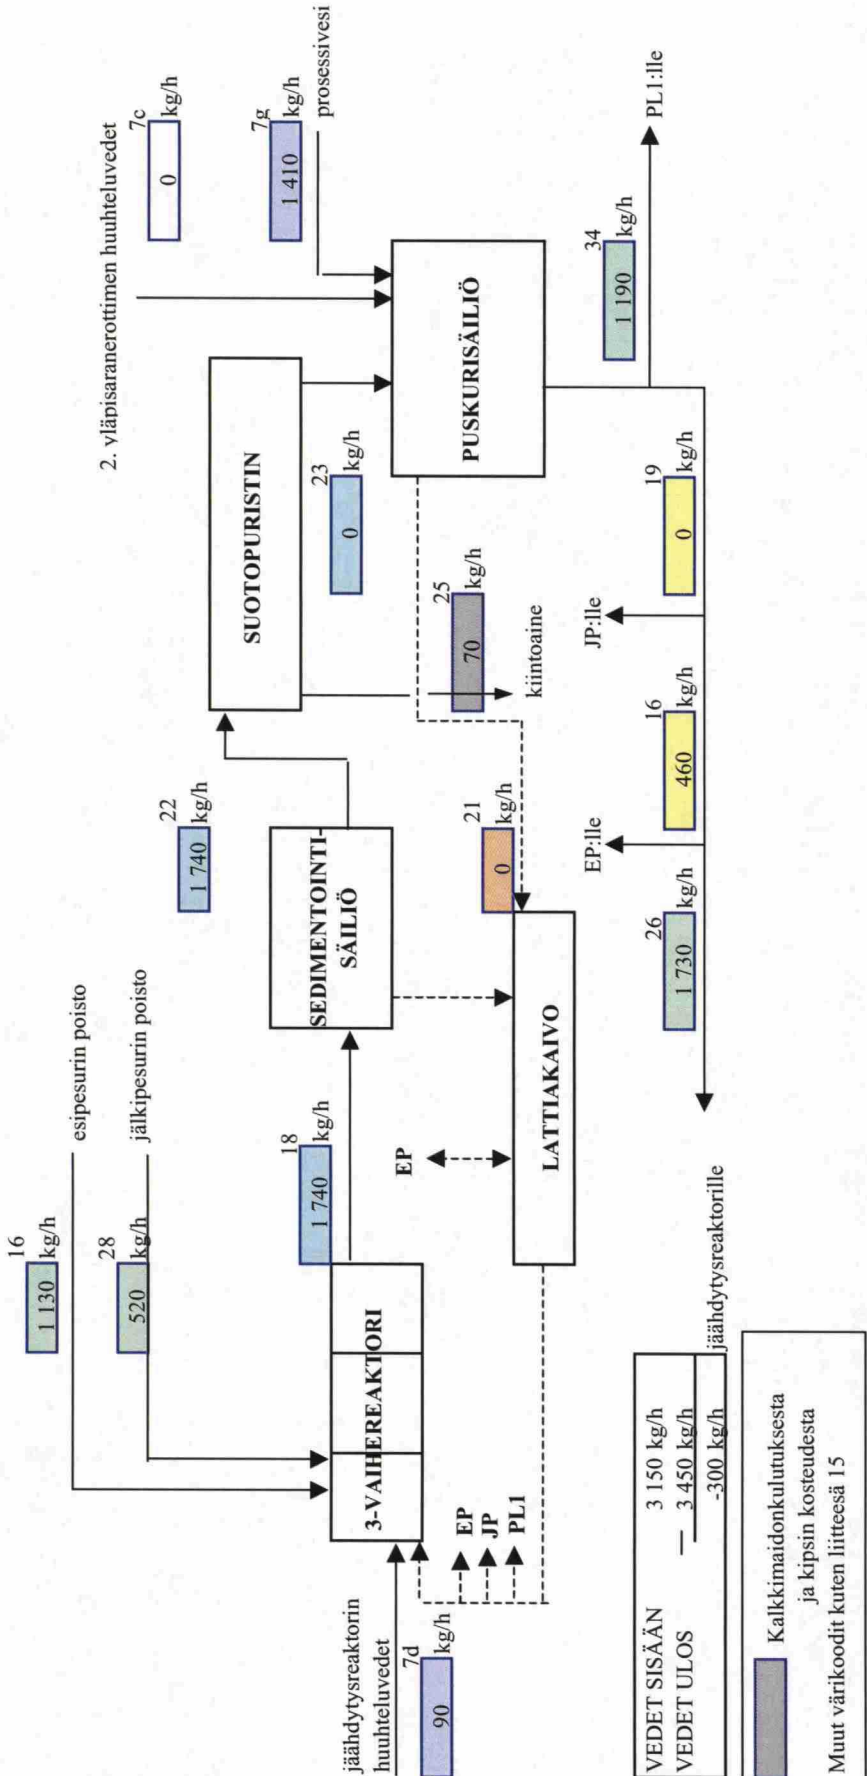 16
1 130 kg/h
esipesurin poisto
28
520 kg/h
jälkipesurin poisto
22
1 740 kg/h
2. yläpisaranerottimen huuhteluvedet
7c
0 kg/h
7g
1 410 kg/h
prosessivesi
18
1 740 kg/h
SUOTOPURISTIN
23
0 kg/h
3-VAIHEREAKTORI
SEDIMENTOINTI-
SÄILIÖ
PUSKURISÄILIÖ
jäähdytysreaktorin
huuhteluvedet
7d
90 kg/h
EP
JP
PL1
EP
21
0 kg/h
25
70 kg/h
kiintoaine
LATTIAKAIVO
34
1 190 kg/h
PL1:lle
EP:lle
JP:lle
26
1 730 kg/h
16
460 kg/h
19
0 kg/h
jäähdytysreaktorille
VEDET SISÄÄN 3 150 kg/h
VEDET ULOS — 3 450 kg/h
-300 kg/h
Kalkkimaidonkulutuksesta
ja kipsin kosteudesta
Muut värikoodit kuten liitteesä 15